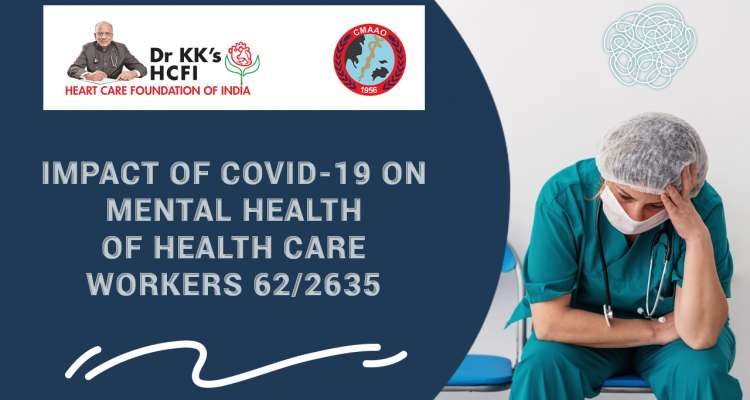 Dr KK's
HCFI
HEART CARE FOUNDATION OF INDIA
CMAAO
1956
IMPACT OF COVID-19 ON
MENTAL HEALTH
OF HEALTH CARE
WORKERS 62/2635